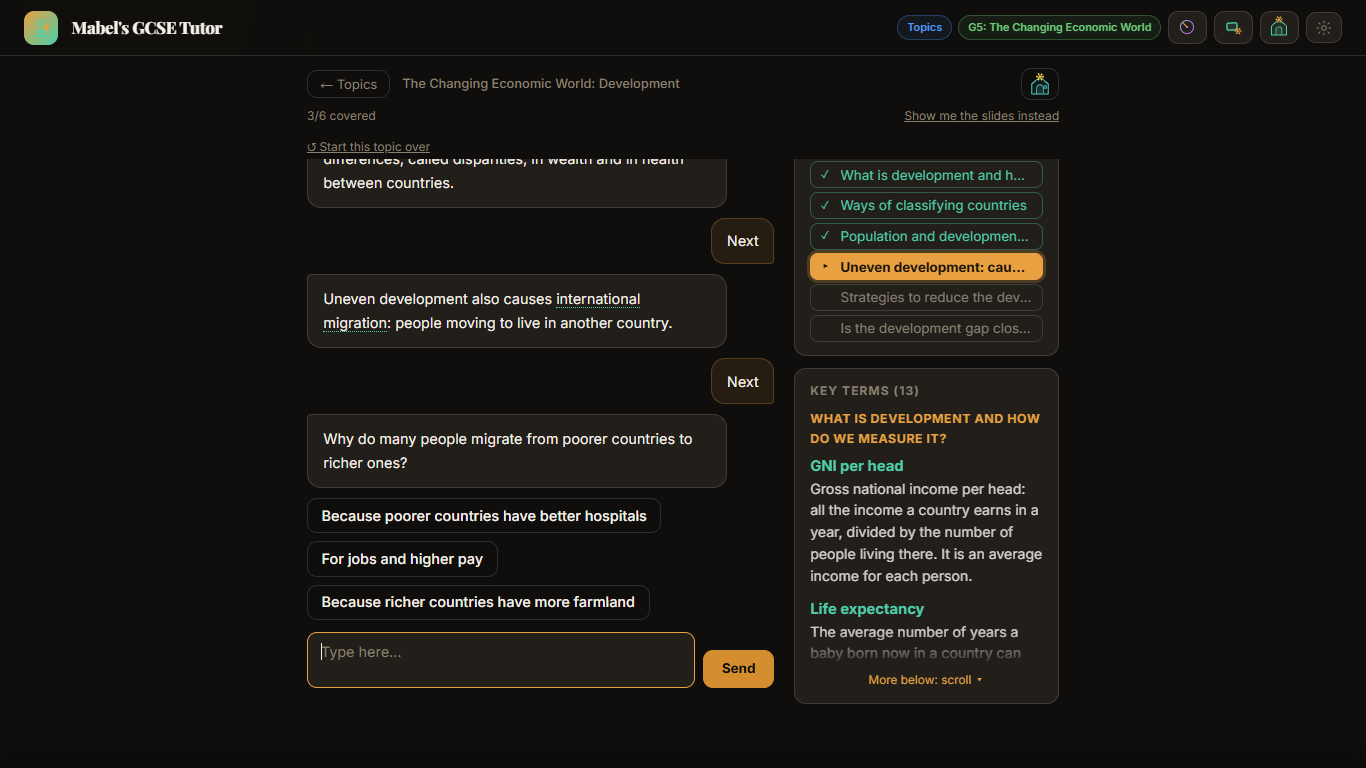 Mabel's GCSE Tutor
Topics
G5: The Changing Economic World
← Topics
The Changing Economic World: Development
3/6 covered
Show me the slides instead
↺ Start this topic over
differences, called disparities, in wealth and in health
between countries.
Next
Uneven development also causes international
migration: people moving to live in another country.
Next
Why do many people migrate from poorer countries to
richer ones?
Because poorer countries have better hospitals
For jobs and higher pay
Because richer countries have more farmland
Type here...
Send
✓ What is development and h...
✓ Ways of classifying countries
✓ Population and developmen...
▸ Uneven development: cau...
Strategies to reduce the dev...
Is the development gap clos...
KEY TERMS (13)
WHAT IS DEVELOPMENT AND HOW
DO WE MEASURE IT?
GNI per head
Gross national income per head:
all the income a country earns in a
year, divided by the number of
people living there. It is an average
income for each person.
Life expectancy
The average number of years a
baby born now in a country can
More below: scroll ▾